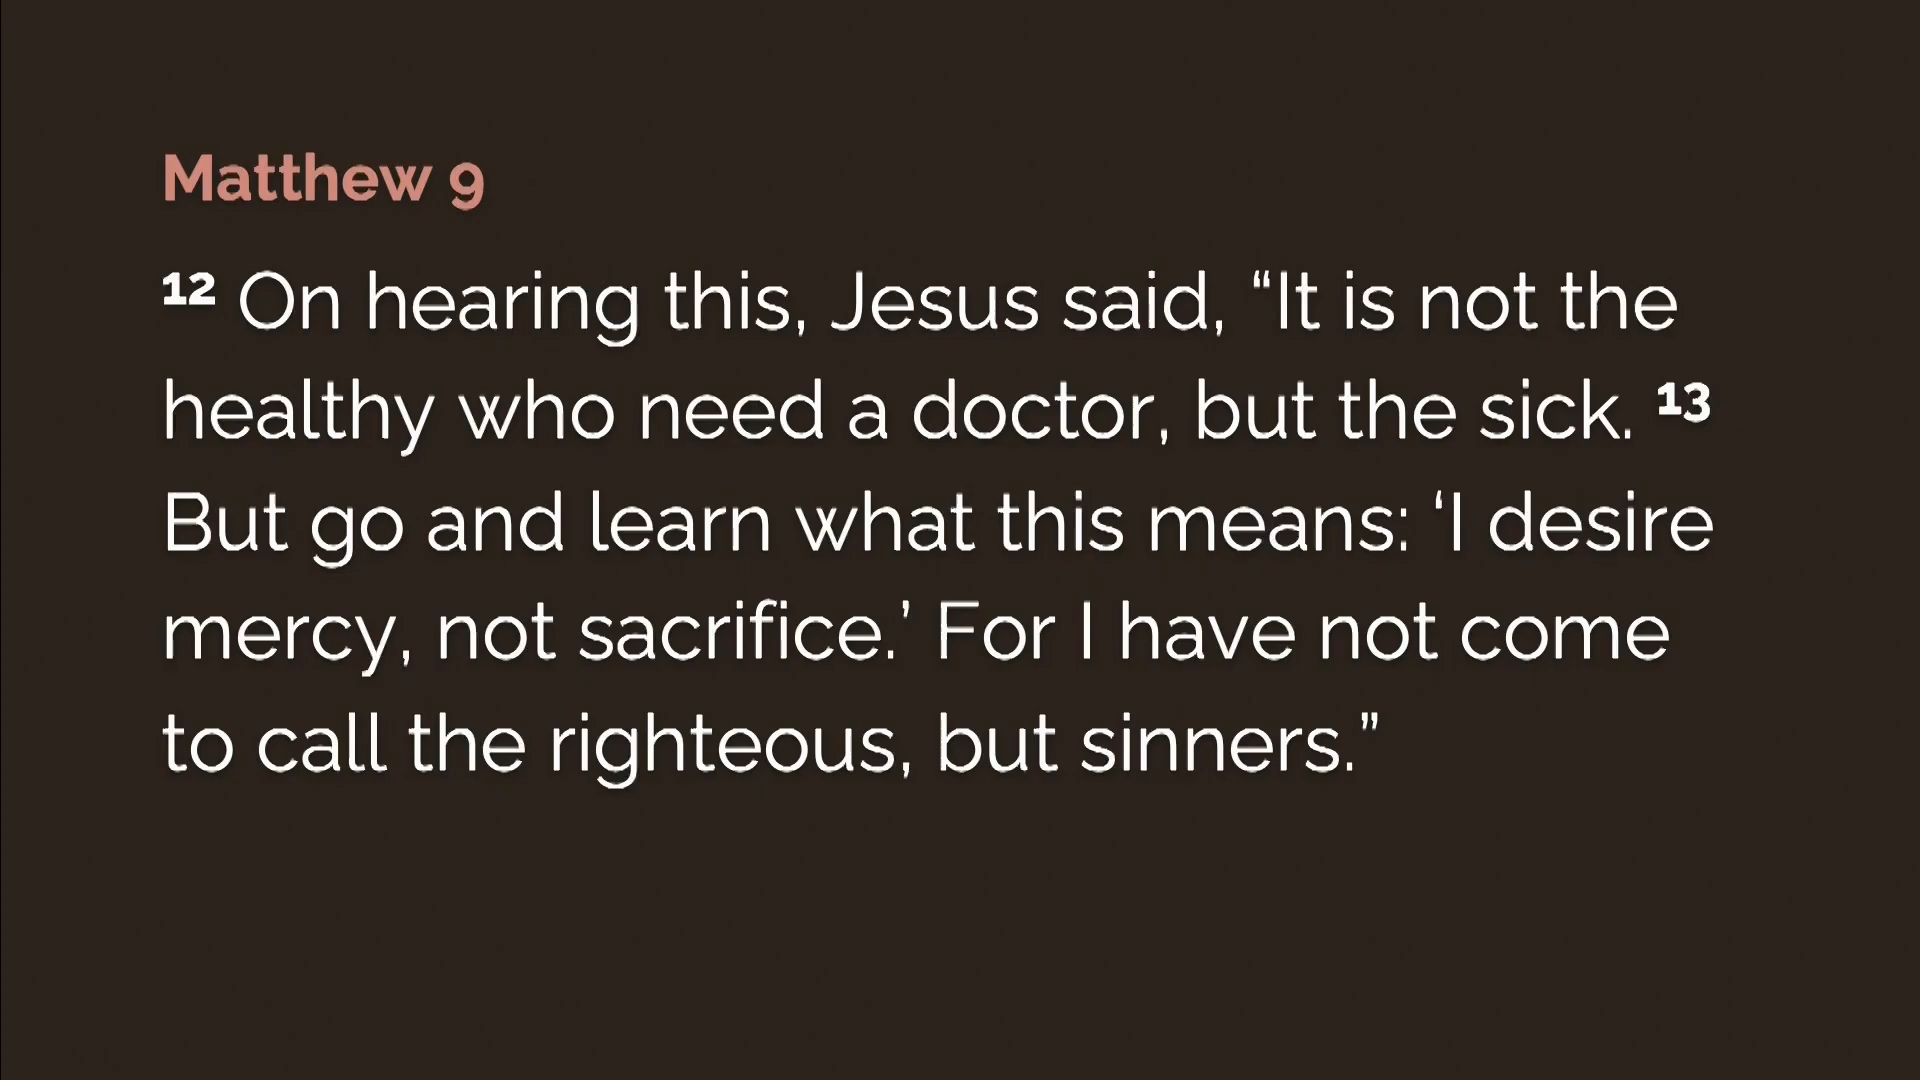 Matthew 9
¹² On hearing this, Jesus said, “It is not the
healthy who need a doctor, but the sick. ¹³
But go and learn what this means: ‘I desire
mercy, not sacrifice.’ For I have not come
to call the righteous, but sinners.”